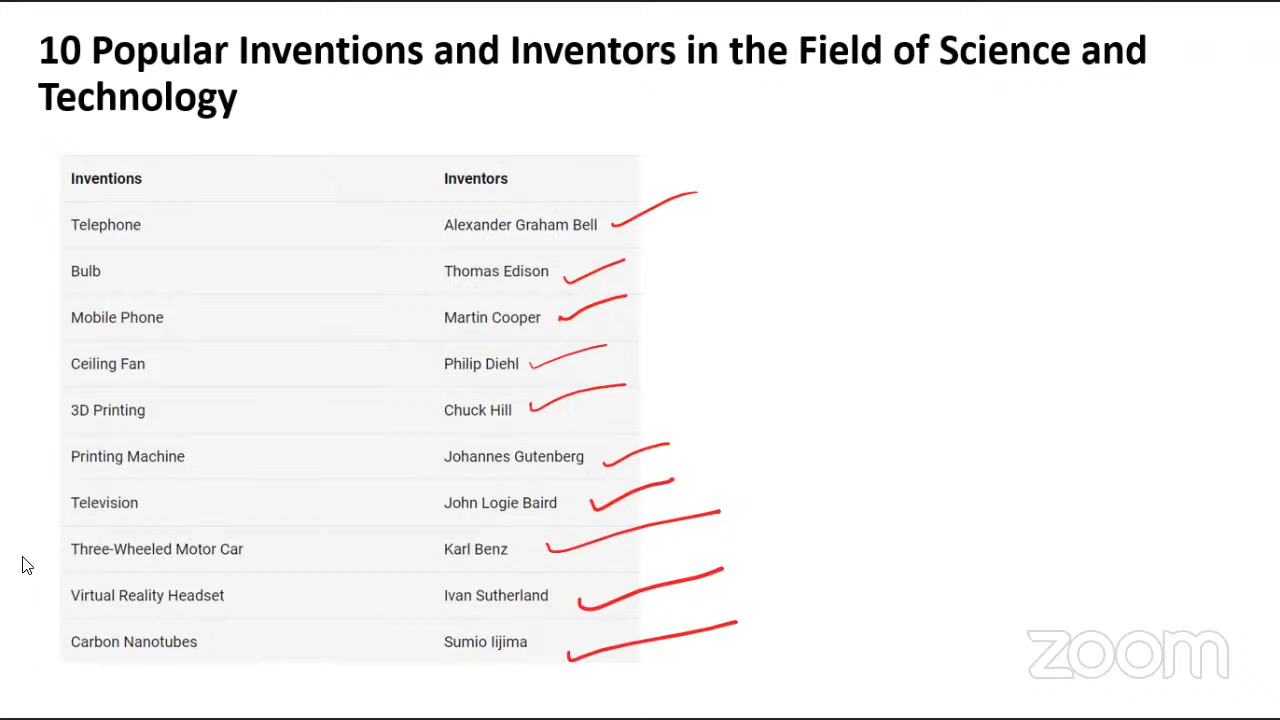 10 Popular Inventions and Inventors in the Field of Science and
Technology
Inventions Inventors
Telephone Alexander Graham Bell
Bulb Thomas Edison
Mobile Phone Martin Cooper
Ceiling Fan Philip Diehl
3D Printing Chuck Hill
Printing Machine Johannes Gutenberg
Television John Logie Baird
Three-Wheeled Motor Car Karl Benz
Virtual Reality Headset Ivan Sutherland
Carbon Nanotubes Sumio Iijima
zoom